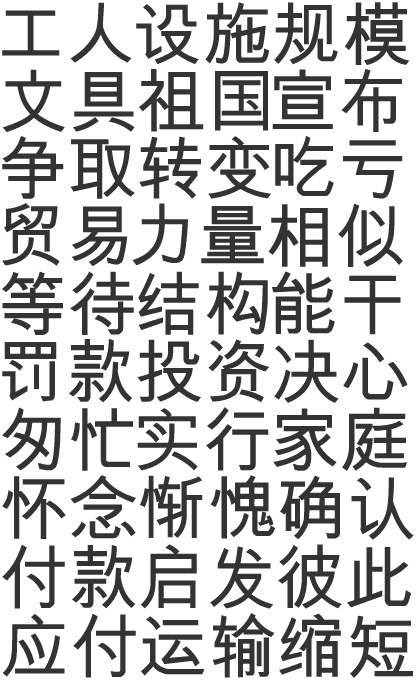 工人设施规模
文具祖国宣布
争取转变吃亏
贸易力量相似
等待结构能干
罚款投资决心
匆忙实行家庭
怀念惭愧确认
付款启发彼此
应付运输缩短